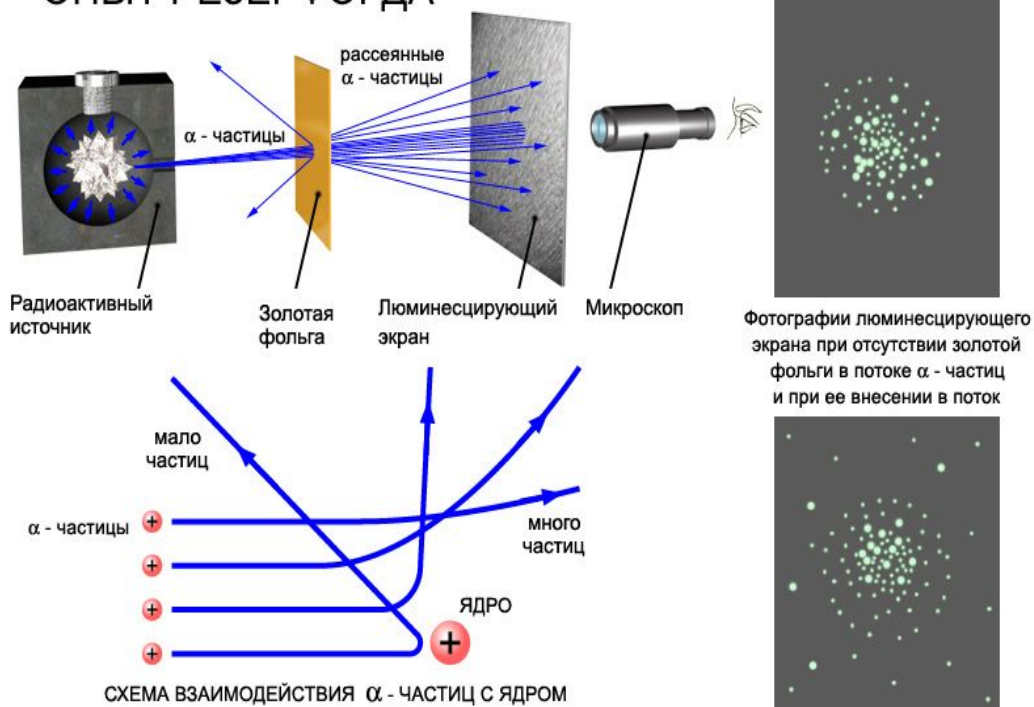 рассеянные
α - частицы
α - частицы
Радиоактивный
источник
Золотая
фольга
Люминесцирующий
экран
Микроскоп
Фотографии люминесцирующего
экрана при отсутствии золотой
фольги в потоке α - частиц
и при ее внесении в поток
мало
частиц
α - частицы
много
частиц
ЯДРО
+
+
+
+
+
СХЕМА ВЗАИМОДЕЙСТВИЯ α - ЧАСТИЦ С ЯДРОМ